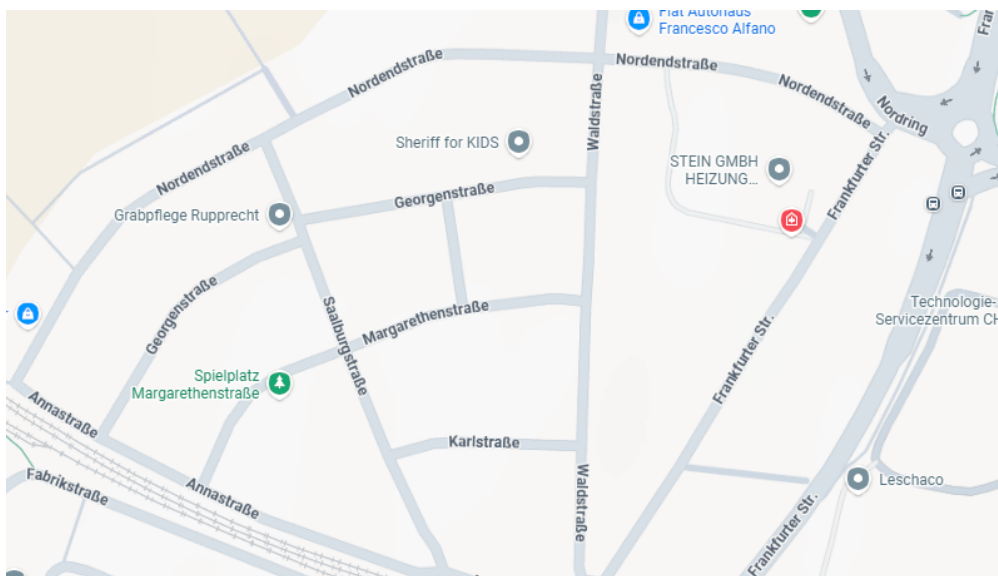 Fiat Autohaus
Francesco Alfano
Nordendstraße
Nordendstraße
Nordendstraße
Nordring
Waldstraße
Sheriff for KIDS
STEIN GMBH
HEIZUNG...
Frankfurter Str.
Nordendstraße
Georgenstraße
Grabpflege Rupprecht
Georgenstraße
Saalburgstraße
Margarethenstraße
Technologie-
Servicezentrum
Frankfurter Str.
Spielplatz
Margarethenstraße
Annastraße
Karlstraße
Waldstraße
Fabrikstraße
Annastraße
Leschaco
Frankfurter Str.